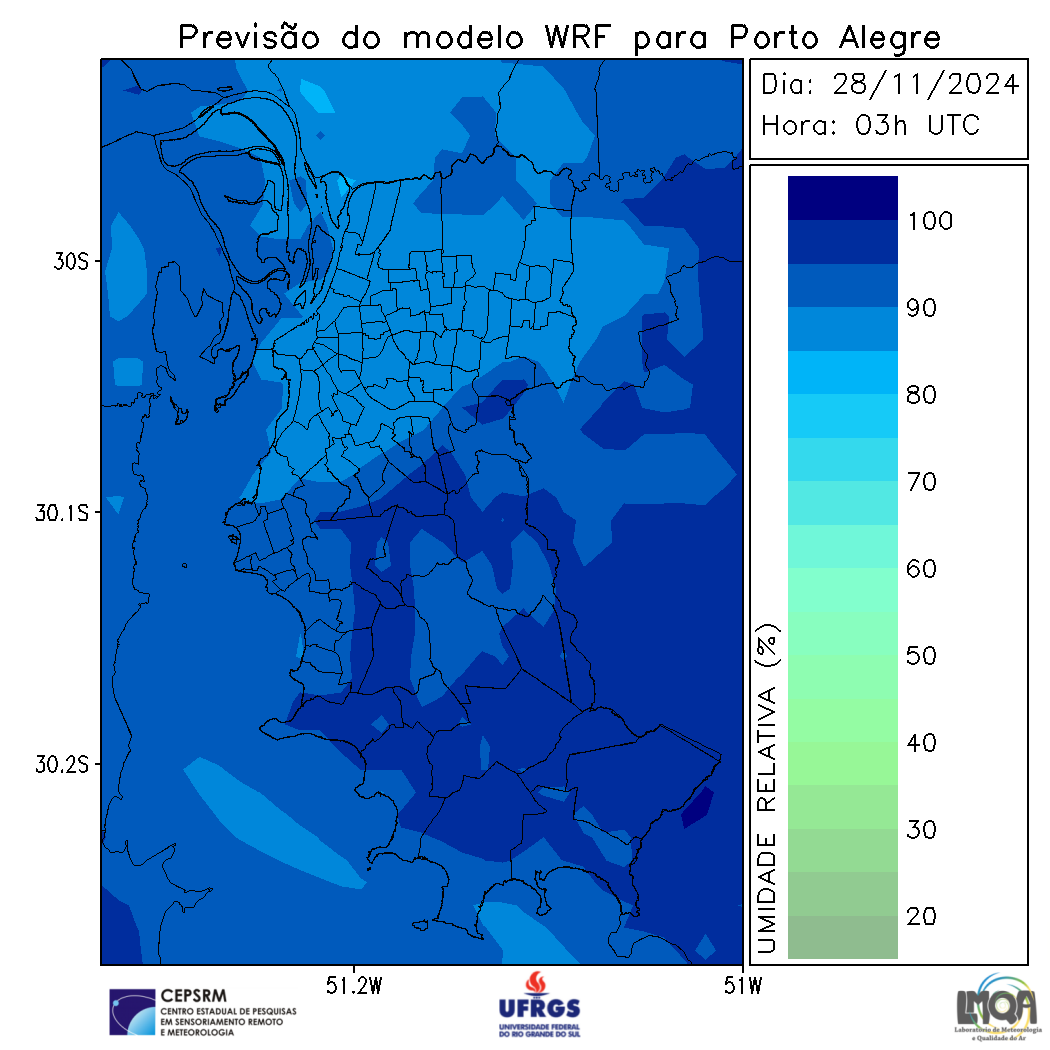 Previsão do modelo WRF para Porto Alegre
Dia: 28/11/2024
Hora: 03h UTC
30S
30.1S
30.2S
51.2W
51W
UMIDADE RELATIVA (%)
100
90
80
70
60
50
40
30
20
CEPSRM
CENTRO ESTADUAL DE PESQUISAS
EM SENSORIAMENTO REMOTO
E METEOROLOGIA
UFRGS
UNIVERSIDADE FEDERAL
DO RIO GRANDE DO SUL
LMQA
Laboratório de Meteorologia
e Qualidade do Ar